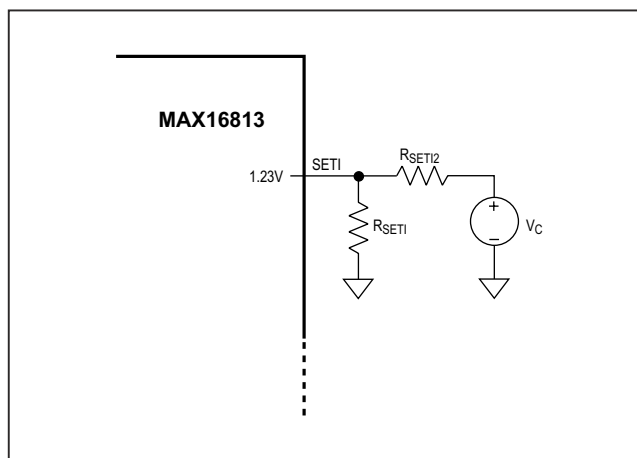 MAX16813
1.23V
SETI
RSETI2
RSETI
+
−
VC